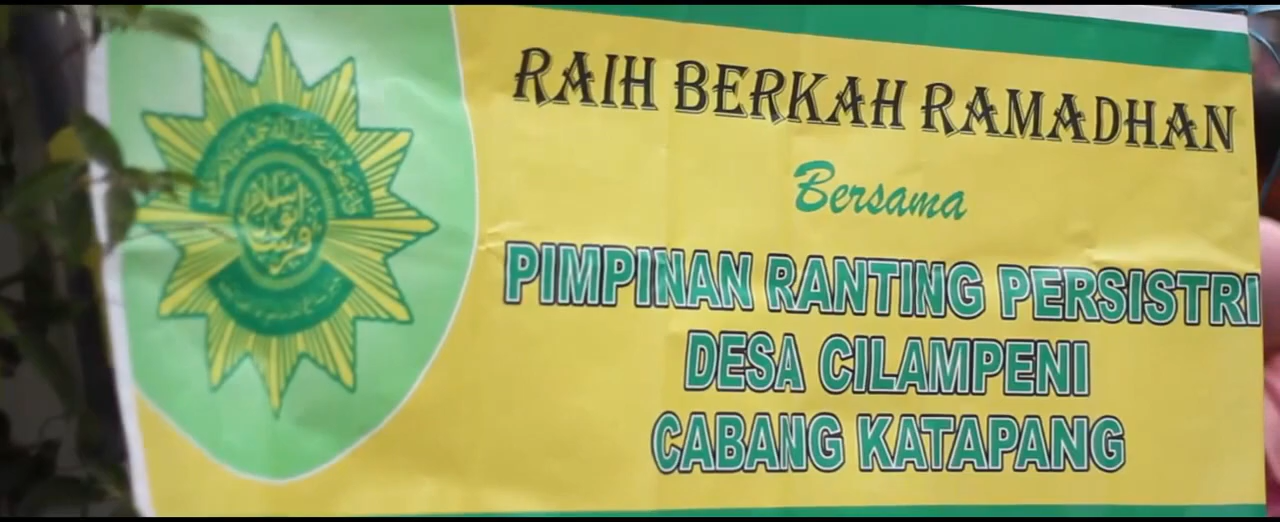 RAIH BERKAH RAMADHAN
Bersama
PIMPINAN RANTING PERSISTRI
DESA CILAMPENI
CABANG KATAPANG